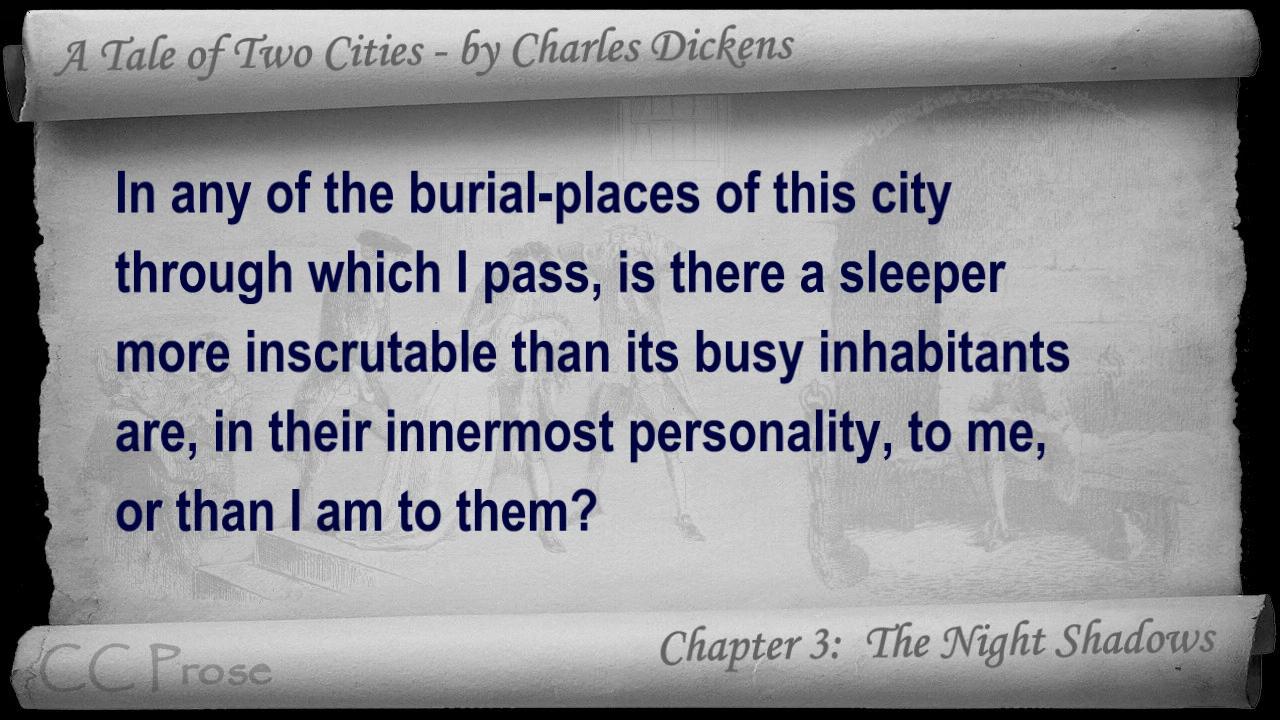 A Tale of Two Cities - by Charles Dickens
In any of the burial-places of this city
through which I pass, is there a sleeper
more inscrutable than its busy inhabitants
are, in their innermost personality, to me,
or than I am to them?
Chapter 3: The Night Shadows
CC Prose